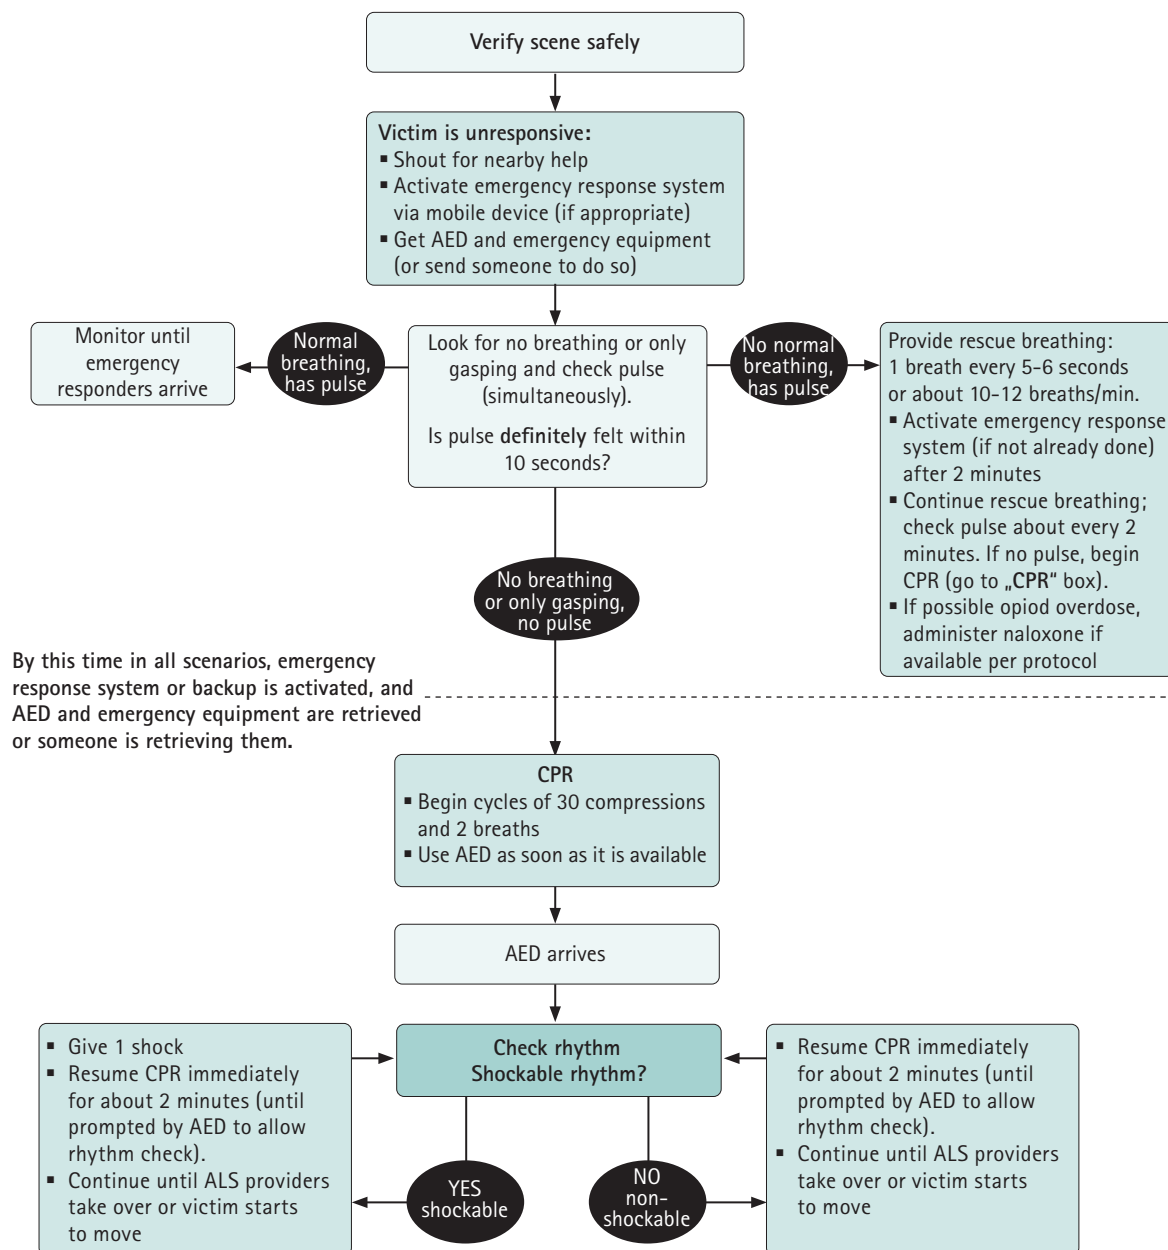 Verify scene safely
Victim is unresponsive:
▪ Shout for nearby help
▪ Activate emergency response system
via mobile device (if appropriate)
▪ Get AED and emergency equipment
(or send someone to do so)
Monitor until
emergency
responders arrive
Normal
breathing,
has pulse
Look for no breathing or only
gasping and check pulse
(simultaneously).
Is pulse definitely felt within
10 seconds?
No normal
breathing,
has pulse
Provide rescue breathing:
1 breath every 5-6 seconds
or about 10-12 breaths/min.
▪ Activate emergency response
system (if not already done)
after 2 minutes
▪ Continue rescue breathing;
check pulse about every 2
minutes. If no pulse, begin
CPR (go to „CPR" box).
▪ If possible opiod overdose,
administer naloxone if
available per protocol
No breathing
or only gasping,
no pulse
By this time in all scenarios, emergency
response system or backup is activated, and
AED and emergency equipment are retrieved
or someone is retrieving them.
CPR
▪ Begin cycles of 30 compressions
and 2 breaths
▪ Use AED as soon as it is available
AED arrives
Check rhythm
Shockable rhythm?
▪ Give 1 shock
▪ Resume CPR immediately
for about 2 minutes (until
prompted by AED to allow
rhythm check).
▪ Continue until ALS providers
take over or victim starts
to move
YES
shockable
NO
non-
shockable
▪ Resume CPR immediately
for about 2 minutes (until
prompted by AED to allow
rhythm check).
▪ Continue until ALS providers
take over or victim starts
to move